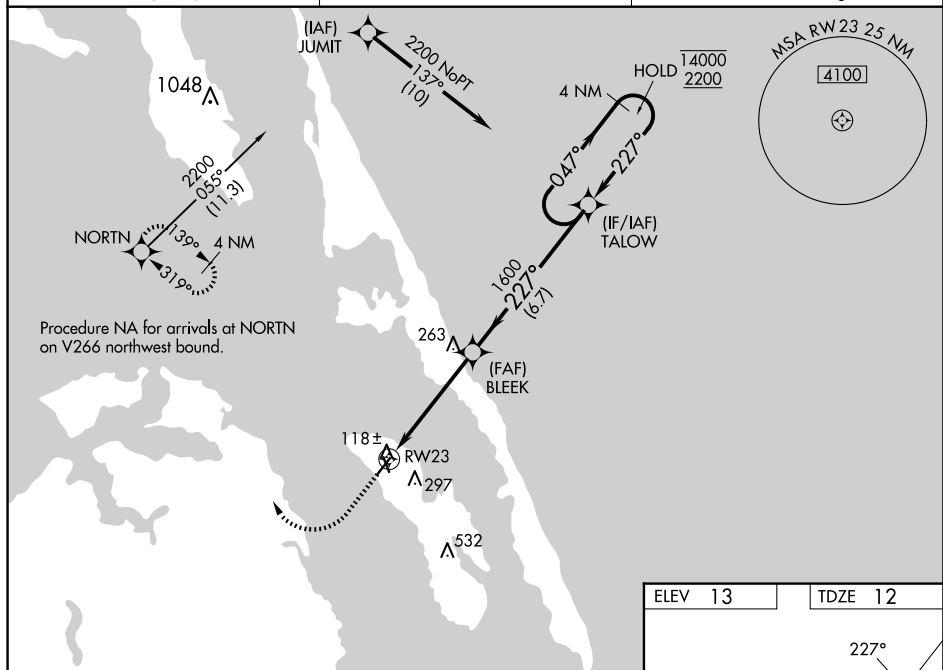 (IAF)
JUMIT
2200 NoPT
137°
(10)
1048
HOLD
14000
2200
4 NM
MSA RW23 25 NM
4100
047°
227°
2200
055°
(11.3)
NORTN
139°
4 NM
319°
(IF/IAF)
TALOW
1600
227°
(6.7)
Procedure NA for arrivals at NORTN
on V266 northwest bound.
263
(FAF)
BLEEK
118±
RW23
297
532
ELEV 13
TDZE 12
227°